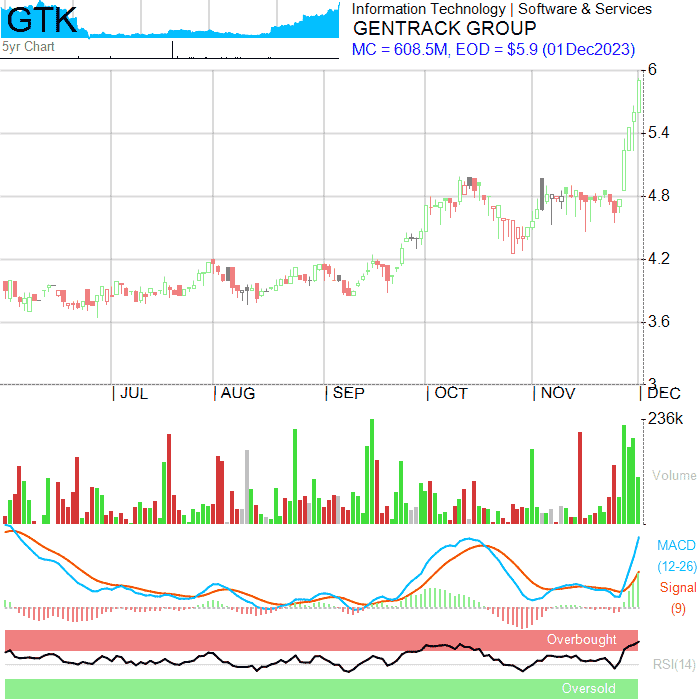 GTK
5yr Chart
Information Technology | Software & Services
GENTRACK GROUP
MC = 608.5M, EOD = $5.9 (01Dec2023)
6
5.4
4.8
4.2
3.6
3
| JUL | AUG | SEP | OCT | NOV | DEC
236k
Volume
MACD
(12-26)
Signal
(9)
Overbought
RSI(14)
Oversold